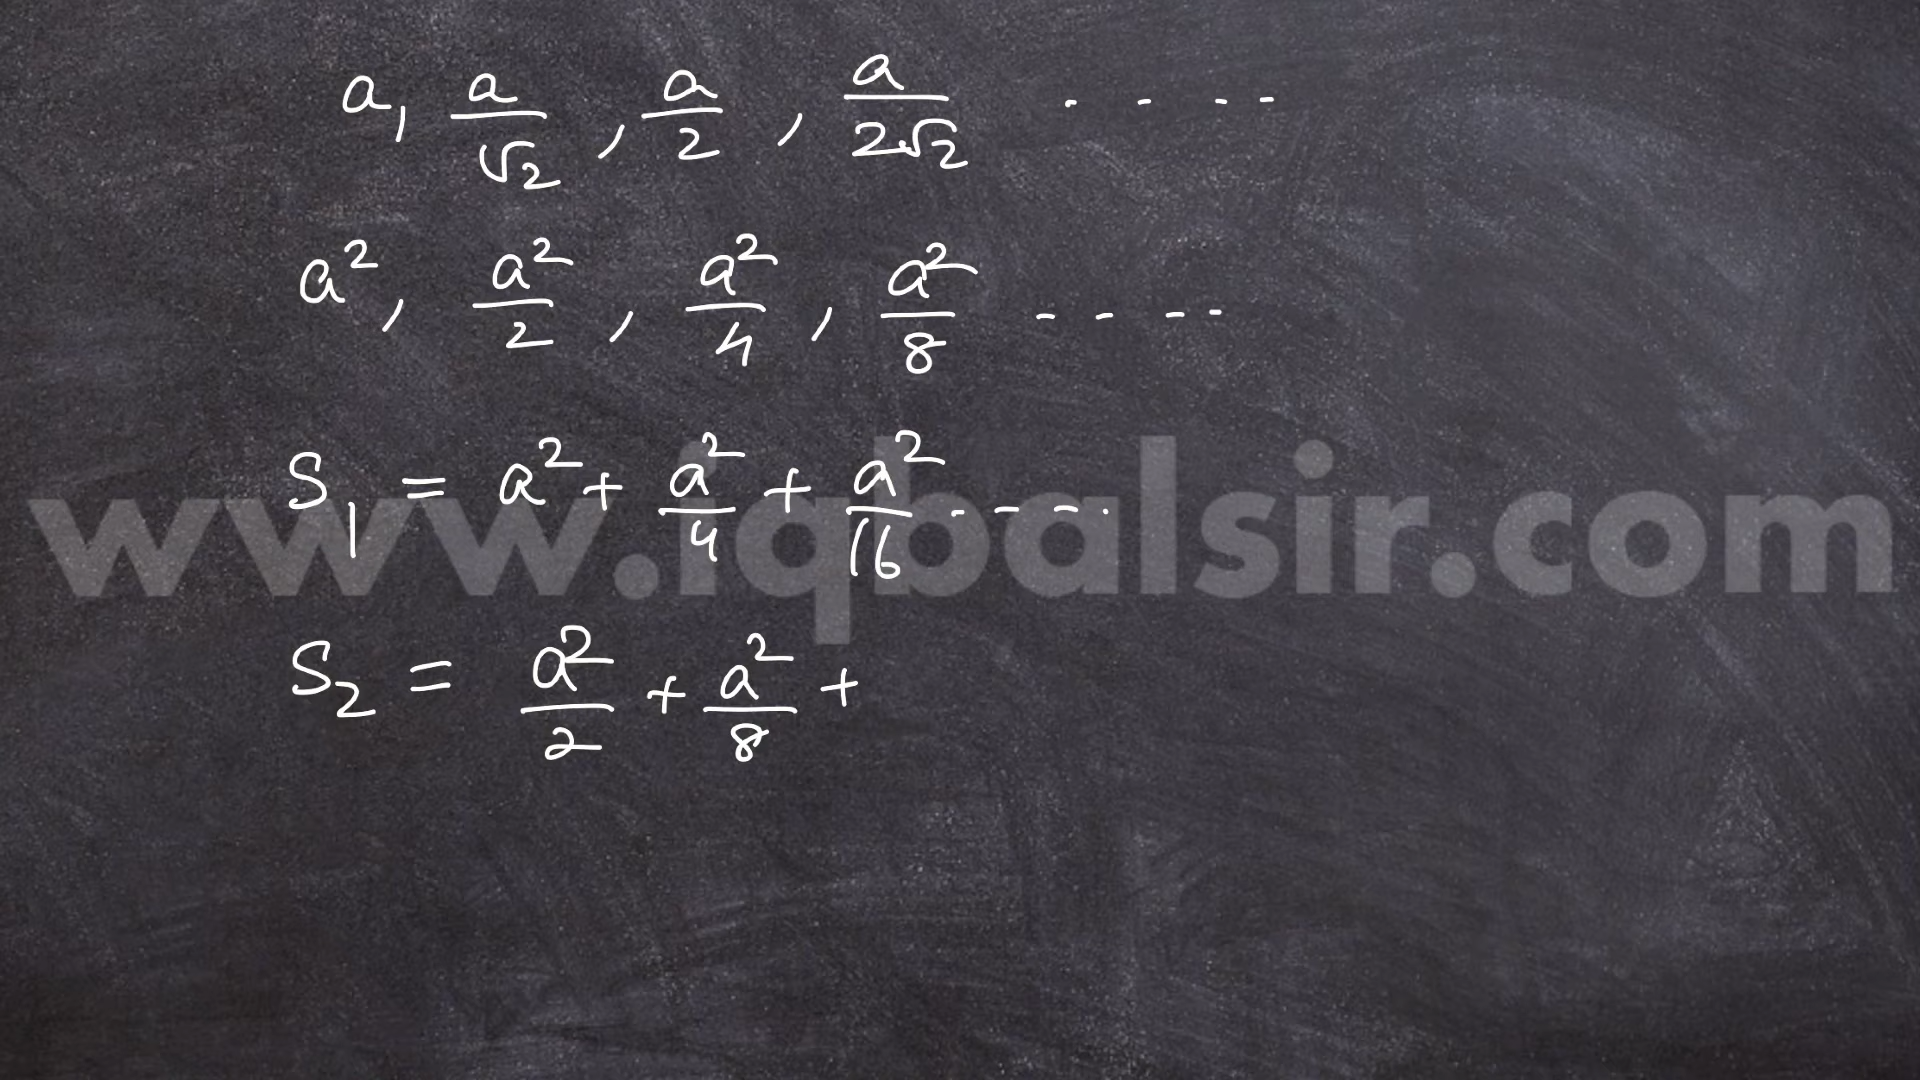 a, a/√2, a/2, a/2√2 - - - -
a², a²/2, a²/4, a²/8 - - - -
S₁ = a² + a²/4 + a²/16 - - - -
www.iqbalsir.com
S₂ = a²/2 + a²/8 +